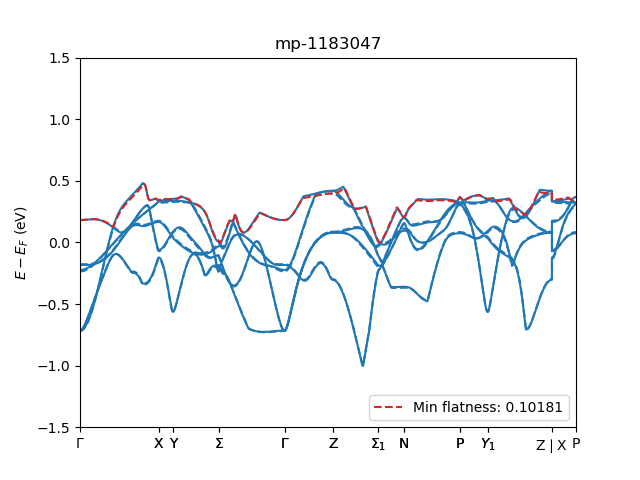 mp-1183047
E − E_F (eV)
1.5
1.0
0.5
0.0
−0.5
−1.0
−1.5
Min flatness: 0.10181
Γ X Y Σ Γ Z Σ₁ N P Y₁ Z | X P